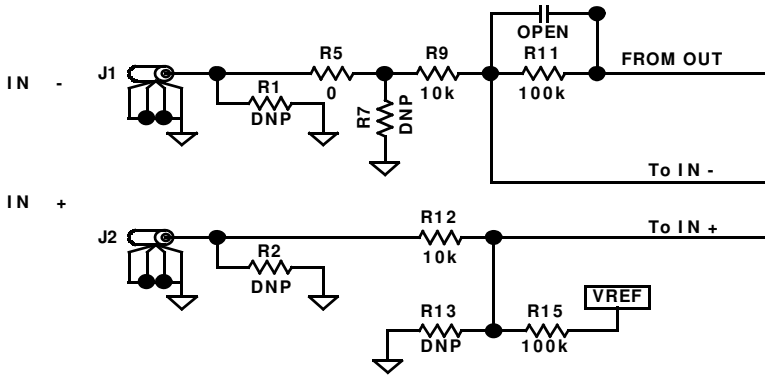 OPEN
R5
R9
R11
FROM OUT
J1
IN -
R1
0
10k
100k
DNP
R7
DNP
To IN -
IN +
R12
To IN +
J2
R2
10k
DNP
R13
R15
VREF
DNP
100k